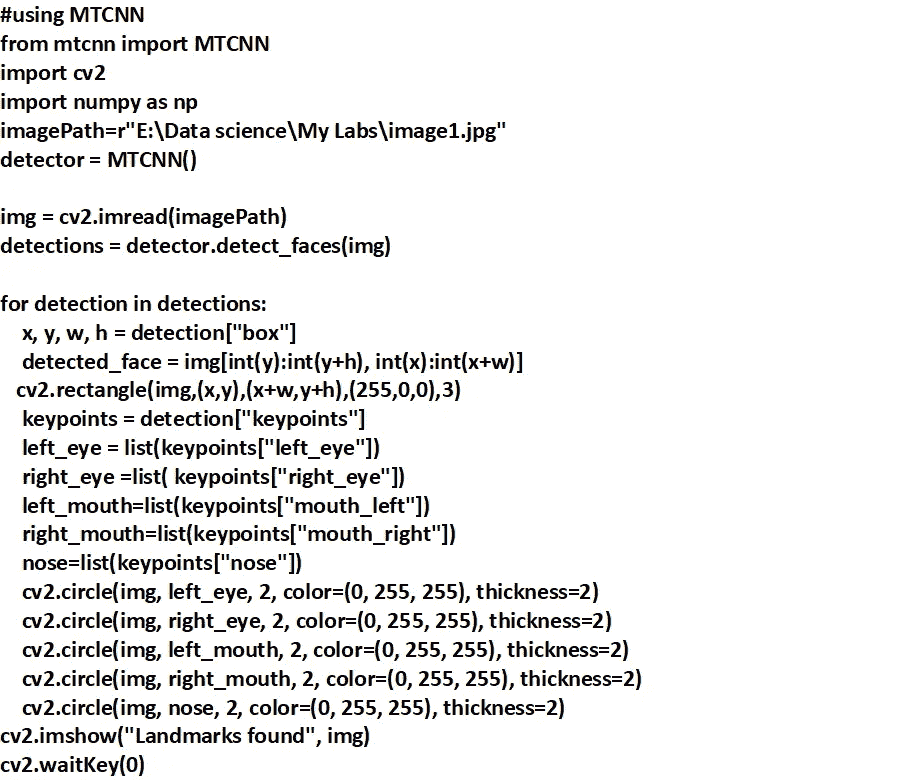 #using MTCNN
from mtcnn import MTCNN
import cv2
import numpy as np
imagePath=r"E:\Data science\My Labs\image1.jpg"
detector = MTCNN()

img = cv2.imread(imagePath)
detections = detector.detect_faces(img)

for detection in detections:
    x, y, w, h = detection["box"]
    detected_face = img[int(y):int(y+h), int(x):int(x+w)]
   cv2.rectangle(img,(x,y),(x+w,y+h),(255,0,0),3)
    keypoints = detection["keypoints"]
    left_eye = list(keypoints["left_eye"])
    right_eye =list( keypoints["right_eye"])
    left_mouth=list(keypoints["mouth_left"])
    right_mouth=list(keypoints["mouth_right"])
    nose=list(keypoints["nose"])
    cv2.circle(img, left_eye, 2, color=(0, 255, 255), thickness=2)
    cv2.circle(img, right_eye, 2, color=(0, 255, 255), thickness=2)
    cv2.circle(img, left_mouth, 2, color=(0, 255, 255), thickness=2)
    cv2.circle(img, right_mouth, 2, color=(0, 255, 255), thickness=2)
    cv2.circle(img, nose, 2, color=(0, 255, 255), thickness=2)
cv2.imshow("Landmarks found", img)
cv2.waitKey(0)